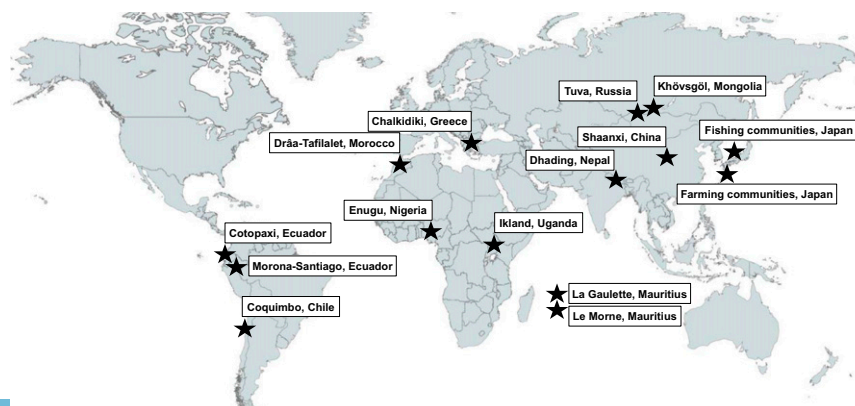 Tuva, Russia
Khövsgöl, Mongolia
Chalkidiki, Greece
Shaanxi, China
Fishing communities, Japan
Drâa-Tafilalet, Morocco
Dhading, Nepal
Farming communities, Japan
Enugu, Nigeria
Ikland, Uganda
Cotopaxi, Ecuador
Morona-Santiago, Ecuador
La Gaulette, Mauritius
Coquimbo, Chile
Le Morne, Mauritius